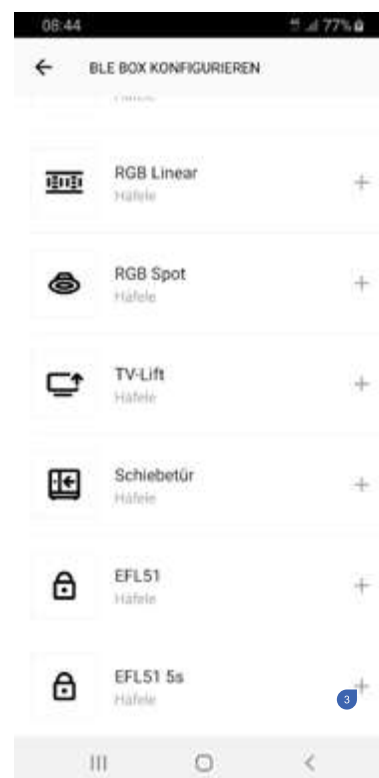 08:44
77%
BLE BOX KONFIGURIEREN
Häfele
RGB Linear
Häfele
RGB Spot
Häfele
TV-Lift
Häfele
Schiebetür
Häfele
EFL51
Häfele
EFL51 5s
Häfele
3